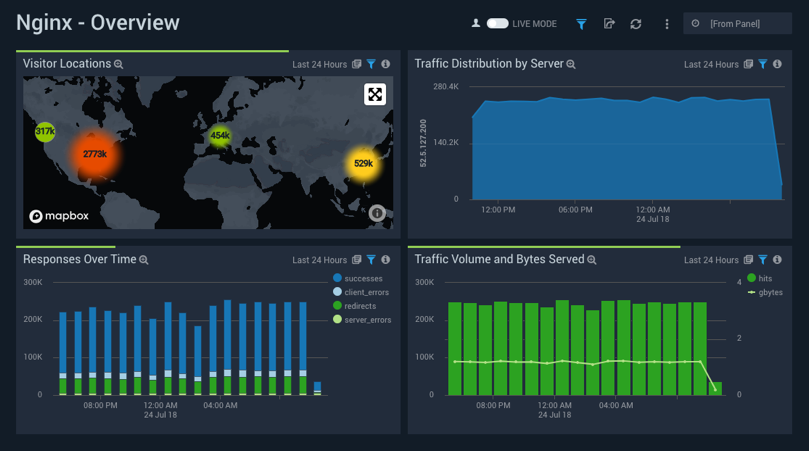 Nginx - Overview
LIVE MODE
[From Panel]
Visitor Locations
Last 24 Hours
317k
2773k
454k
529k
mapbox
Traffic Distribution by Server
Last 24 Hours
280.4K
140.2K
0
52.5.127.200
12:00 PM
06:00 PM
12:00 AM
24 Jul 18
Responses Over Time
Last 24 Hours
300K
200K
100K
0
08:00 PM
12:00 AM
24 Jul 18
04:00 AM
successes
client_errors
redirects
server_errors
Traffic Volume and Bytes Served
Last 24 Hours
300K
200K
100K
0
4
2
0
08:00 PM
12:00 AM
24 Jul 18
04:00 AM
hits
gbytes